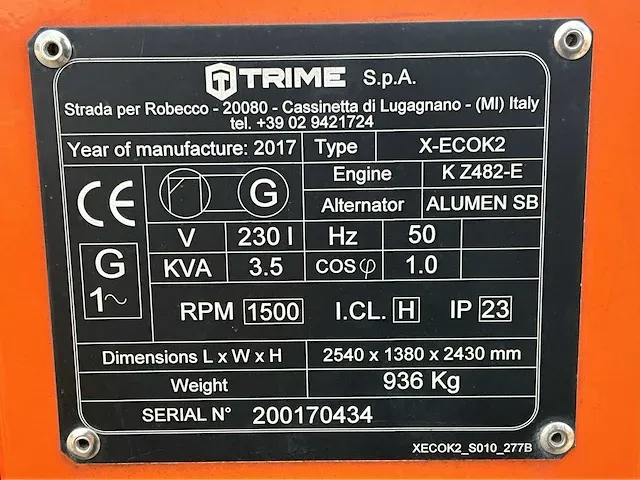 TRIME S.p.A.
Strada per Robecco - 20080 - Cassinetta di Lugagnano - (MI) Italy
tel. +39 02 9421724
Year of manufacture: 2017 Type X-ECOK2
Engine K Z482-E
CE G Alternator ALUMEN SB
V 230 I Hz 50
G KVA 3.5 cos φ 1.0
1~
RPM 1500 I.CL. H IP 23
Dimensions L x W x H 2540 x 1380 x 2430 mm
Weight 936 Kg
SERIAL N° 200170434
XECOK2_S010_277B